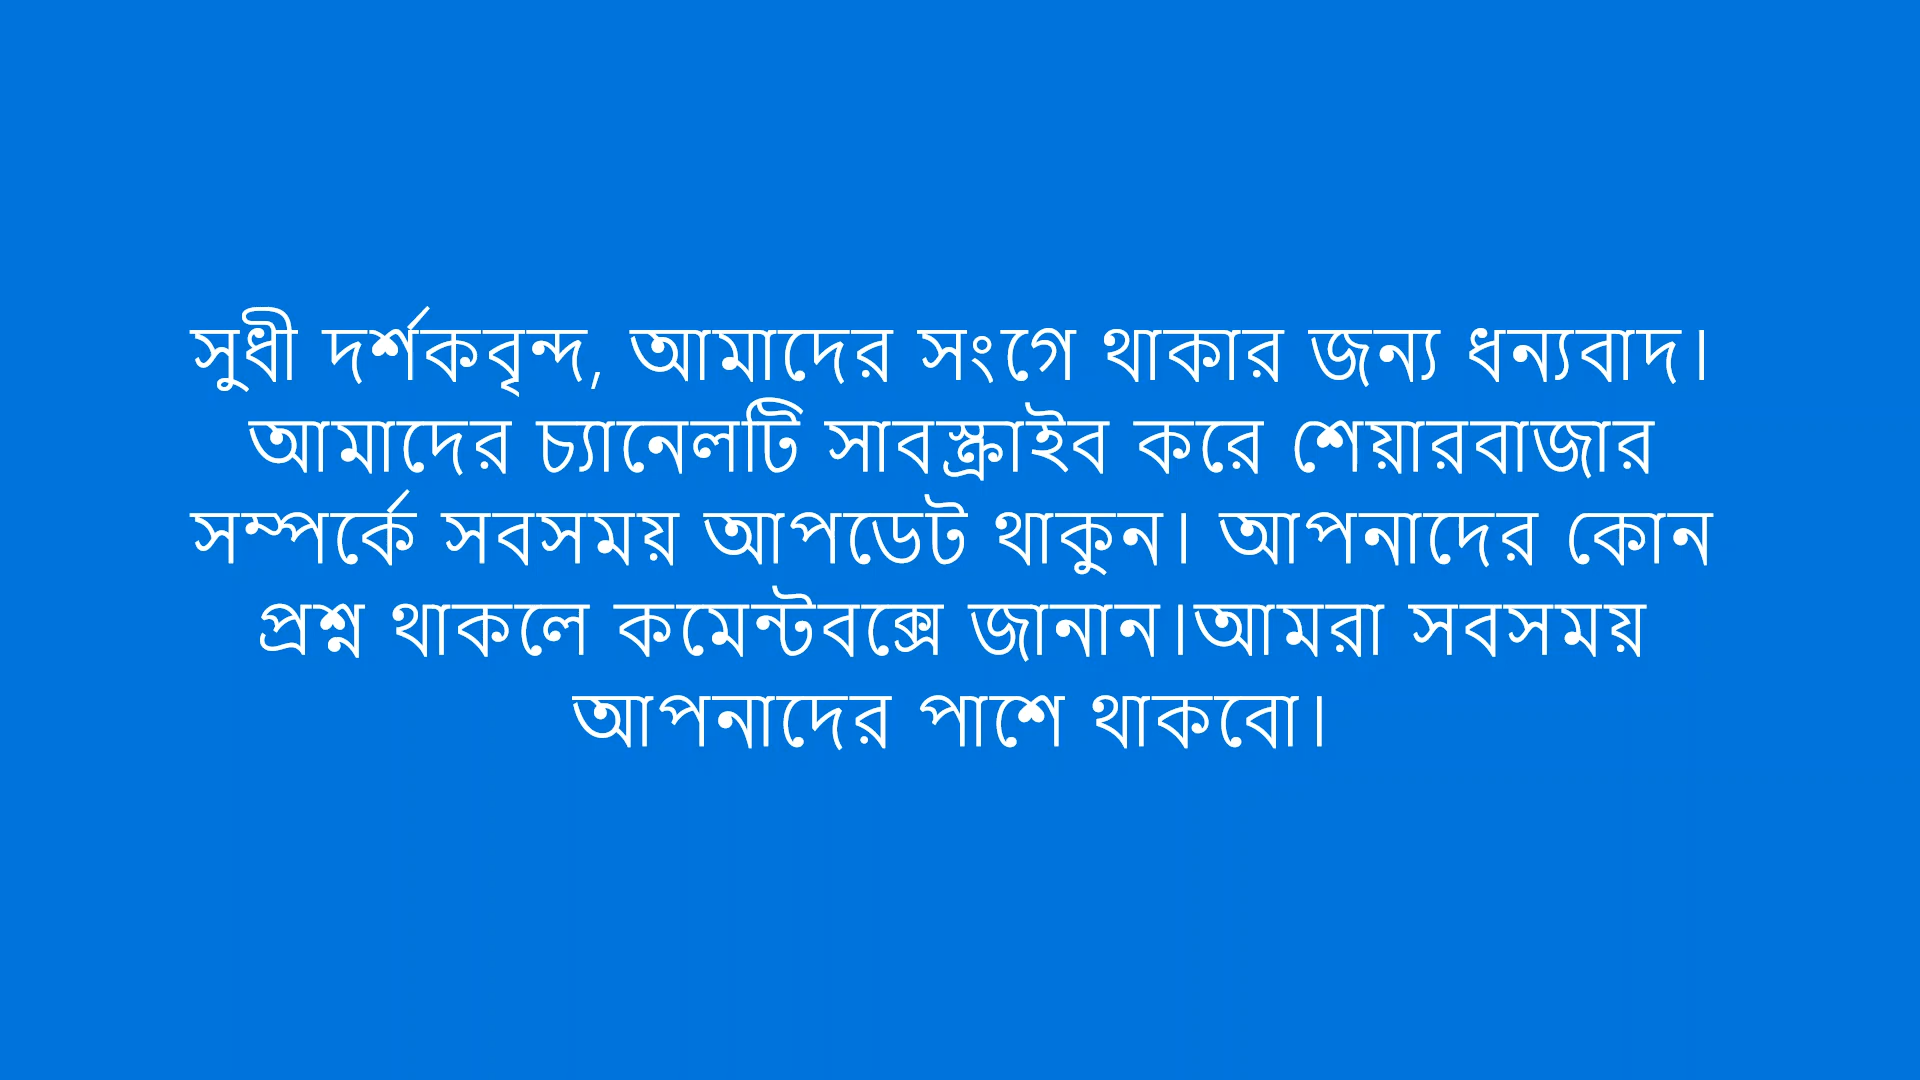 সুধী দর্শকবৃন্দ, আমাদের সংগে থাকার জন্য ধন্যবাদ।
আমাদের চ্যানেলটি সাবস্ক্রাইব করে শেয়ারবাজার
সম্পর্কে সবসময় আপডেট থাকুন। আপনাদের কোন
প্রশ্ন থাকলে কমেন্টবক্সে জানান।আমরা সবসময়
আপনাদের পাশে থাকবো।